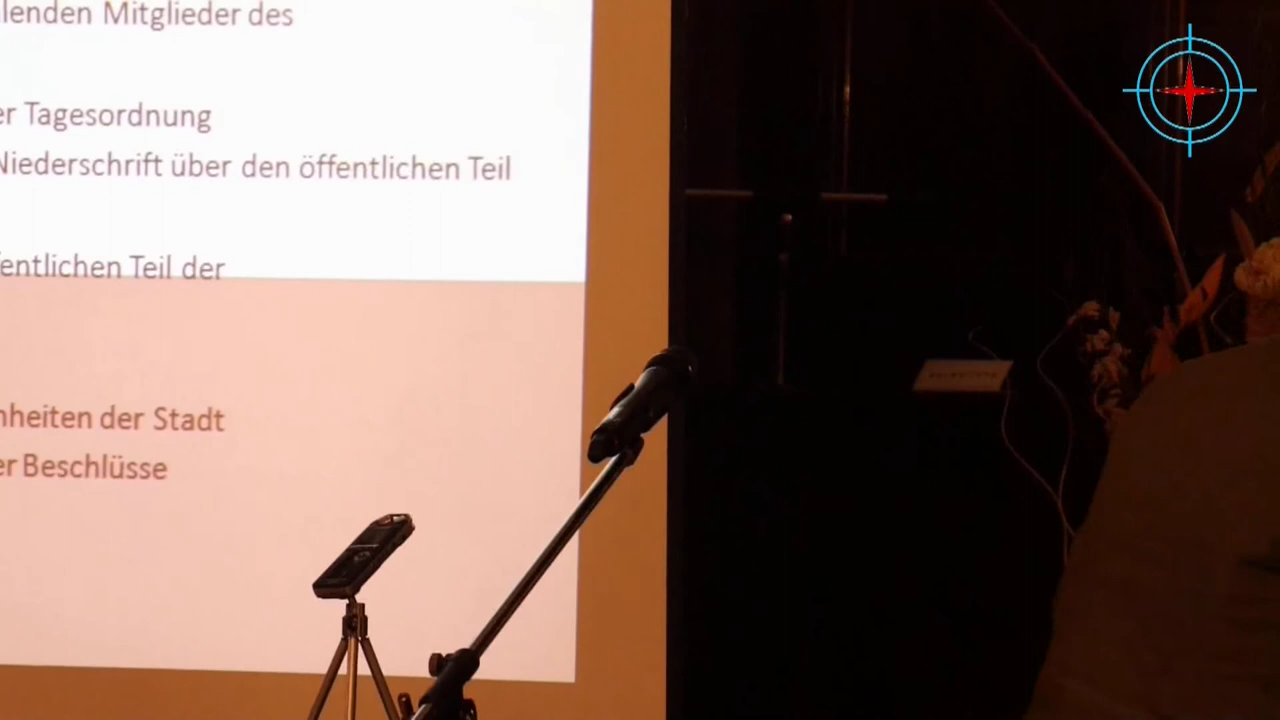 lenden Mitglieder des
er Tagesordnung
Niederschrift über den öffentlichen Teil
entlichen Teil der
nheiten der Stadt
er Beschlüsse